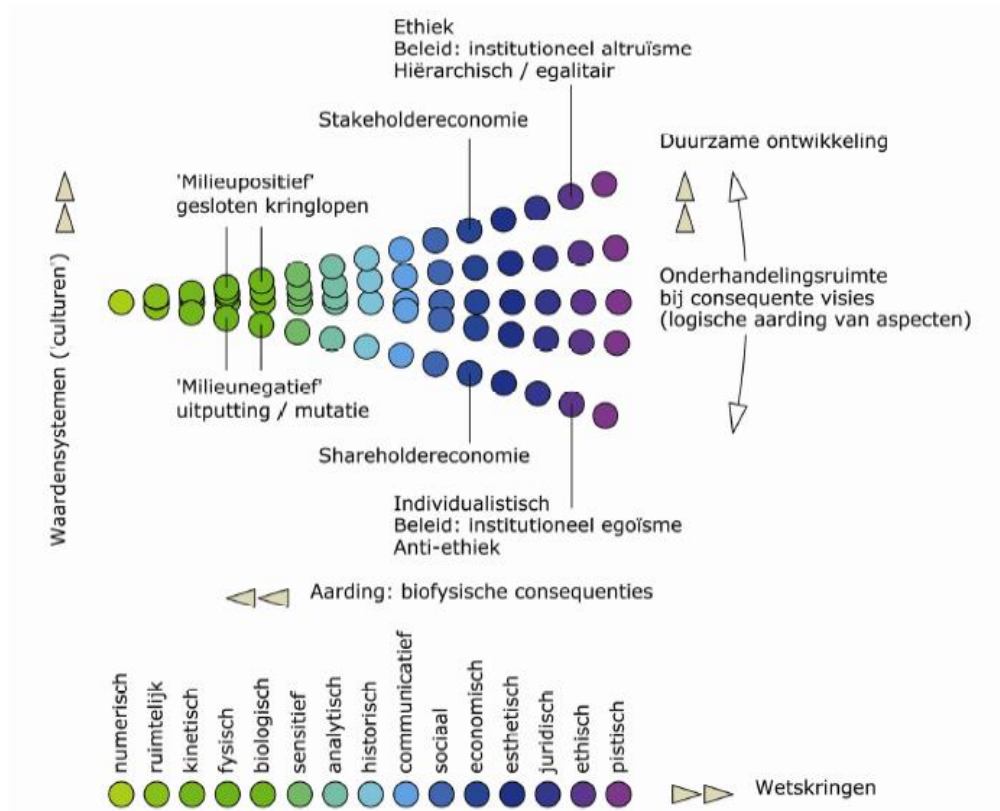 Ethiek
Beleid: institutioneel altruïsme
Hiërarchisch / egalitair
Stakeholdereconomie
Duurzame ontwikkeling
'Milieupositief'
gesloten kringlopen
Waardensystemen ('culturen')
Onderhandelingsruimte
bij consequente visies
(logische aarding van aspecten)
'Milieunegatief'
uitputting / mutatie
Shareholdereconomie
Individualistisch
Beleid: institutioneel egoïsme
Anti-ethiek
Aarding: biofysische consequenties
numerisch
ruimtelijk
kinetisch
fysisch
biologisch
sensitief
analytisch
historisch
communicatief
sociaal
economisch
esthetisch
juridisch
ethisch
pistisch
Wetskringen